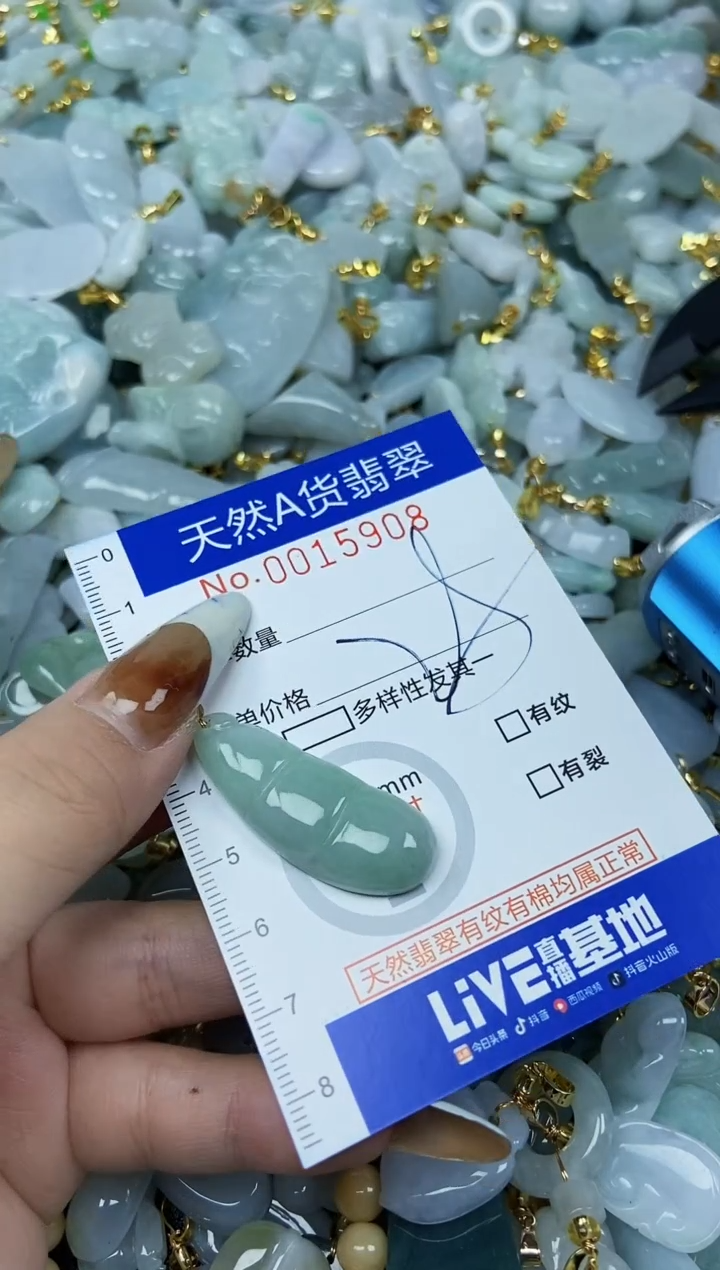 天然A货翡翠
No.0015908
数量
单价格
多样性发其一
有纹
mm
有裂
寸
天然翡翠有纹有棉均属正常
LiVE直播基地
今日头条 抖音 西瓜视频 抖音火山版
0
1
4
5
6
7
8